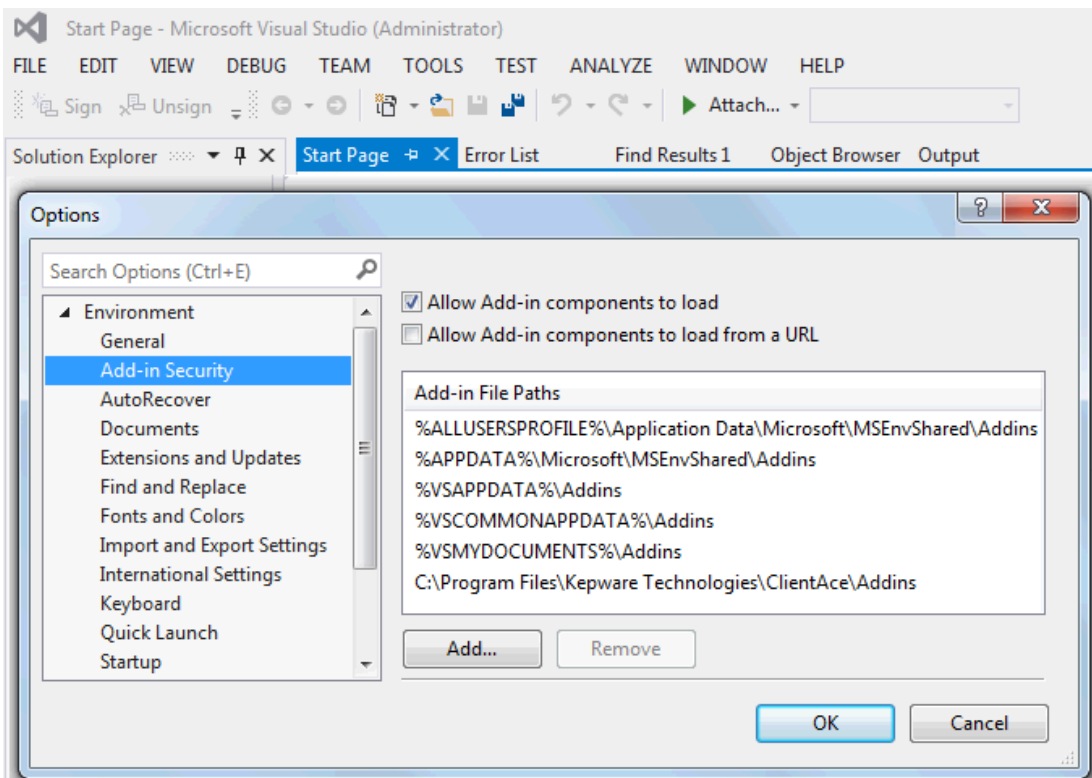 Start Page - Microsoft Visual Studio (Administrator)
FILE EDIT VIEW DEBUG TEAM TOOLS TEST ANALYZE WINDOW HELP
Sign Unsign Attach...
Solution Explorer Start Page Error List Find Results 1 Object Browser Output
Options
Search Options (Ctrl+E)
Environment
General
Add-in Security
AutoRecover
Documents
Extensions and Updates
Find and Replace
Fonts and Colors
Import and Export Settings
International Settings
Keyboard
Quick Launch
Startup
Allow Add-in components to load
Allow Add-in components to load from a URL
Add-in File Paths
%ALLUSERSPROFILE%\Application Data\Microsoft\MSEnvShared\Addins
%APPDATA%\Microsoft\MSEnvShared\Addins
%VSAPPDATA%\Addins
%VSCOMMONAPPDATA%\Addins
%VSMYDOCUMENTS%\Addins
C:\Program Files\Kepware Technologies\ClientAce\Addins
Add... Remove
OK Cancel